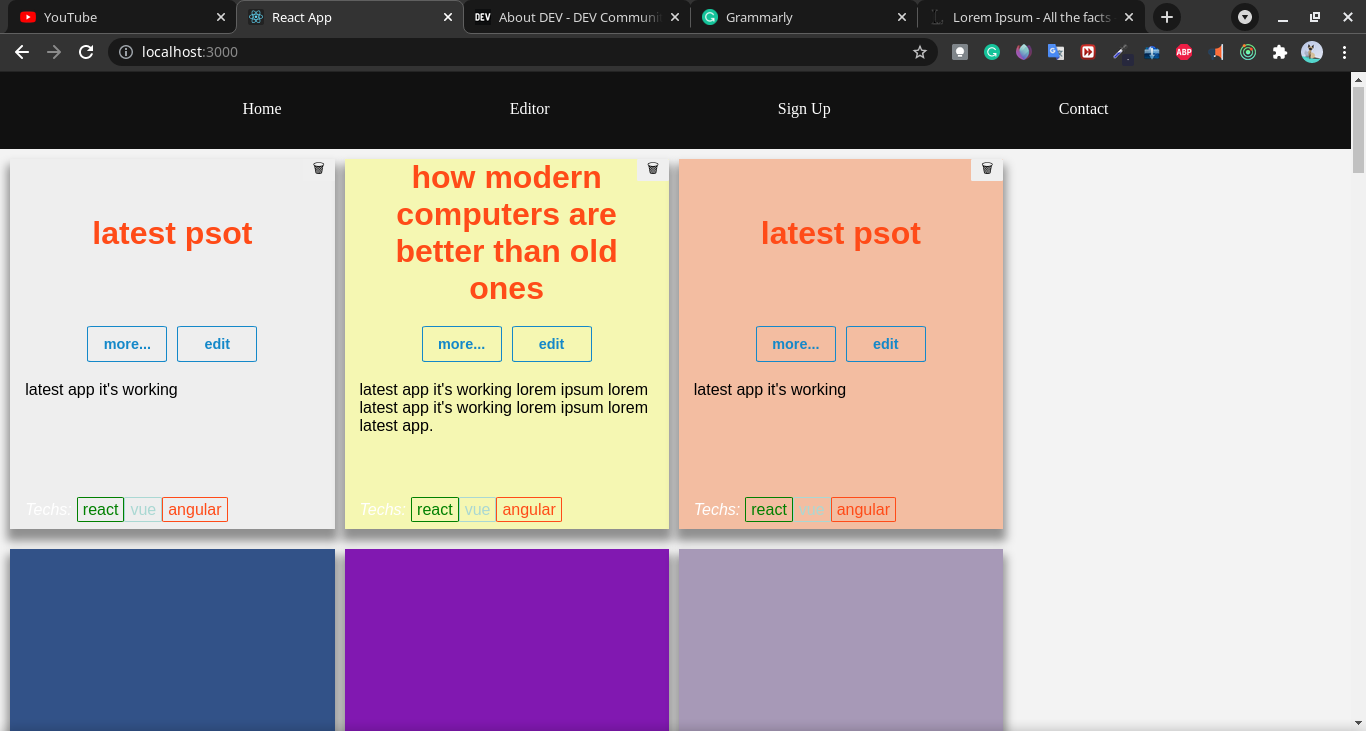 YouTube
React App
DEV
About DEV - DEV Communit
Grammarly
Lorem Ipsum - All the facts
localhost:3000
ABP
Home
Editor
Sign Up
Contact
latest psot
more...
edit
latest app it's working
Techs:
react
vue
angular
how modern
computers are
better than old
ones
more...
edit
latest app it's working lorem ipsum lorem
latest app it's working lorem ipsum lorem
latest app.
Techs:
react
vue
angular
latest psot
more...
edit
latest app it's working
Techs:
react
vue
angular